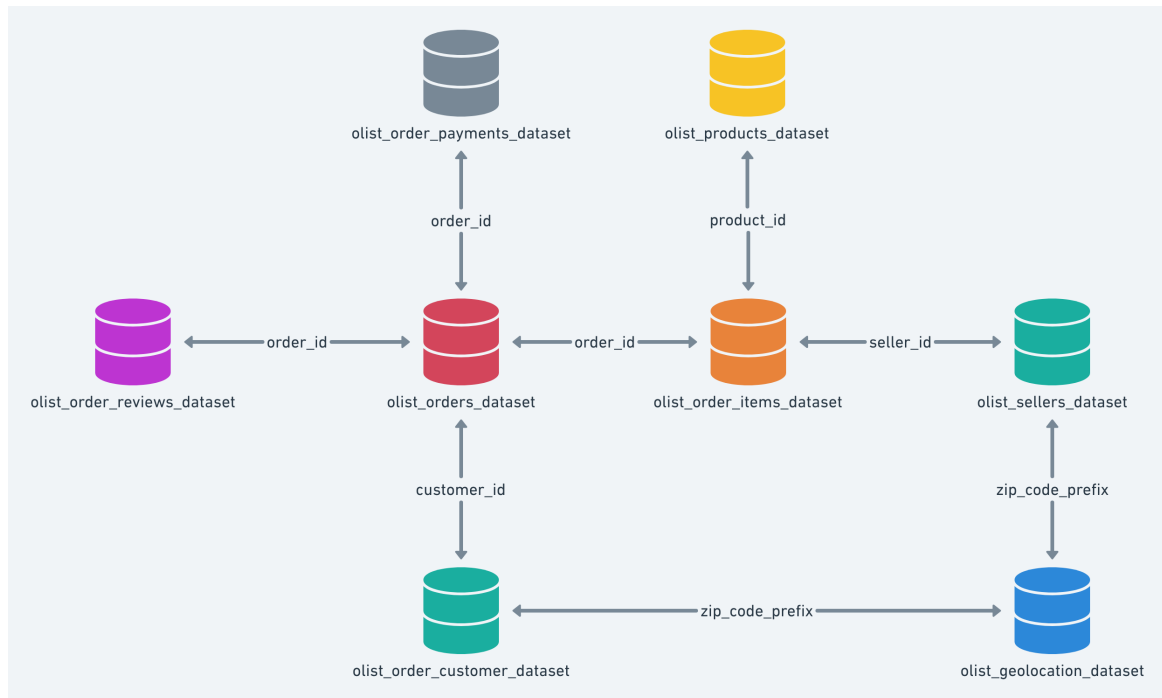 olist_order_payments_dataset
olist_products_dataset
order_id
product_id
order_id
order_id
seller_id
olist_order_reviews_dataset
olist_orders_dataset
olist_order_items_dataset
olist_sellers_dataset
customer_id
zip_code_prefix
zip_code_prefix
olist_order_customer_dataset
olist_geolocation_dataset